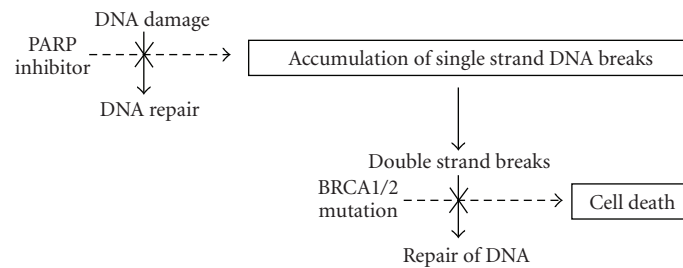 DNA damage
PARP
inhibitor
Accumulation of single strand DNA breaks
DNA repair
Double strand breaks
BRCA1/2
mutation
Cell death
Repair of DNA